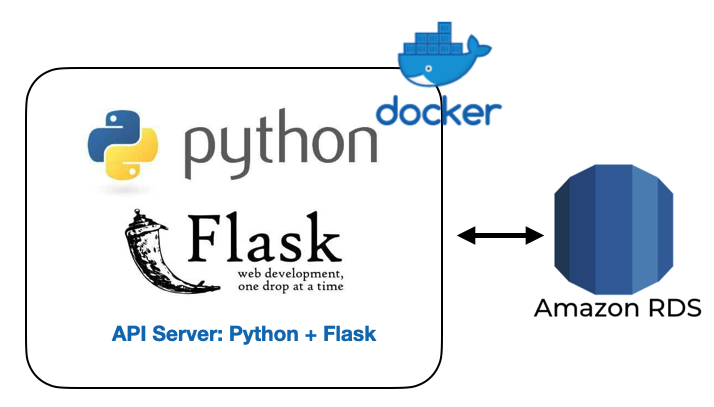 docker
python
Flask
web development,
one drop at a time
API Server: Python + Flask
Amazon RDS